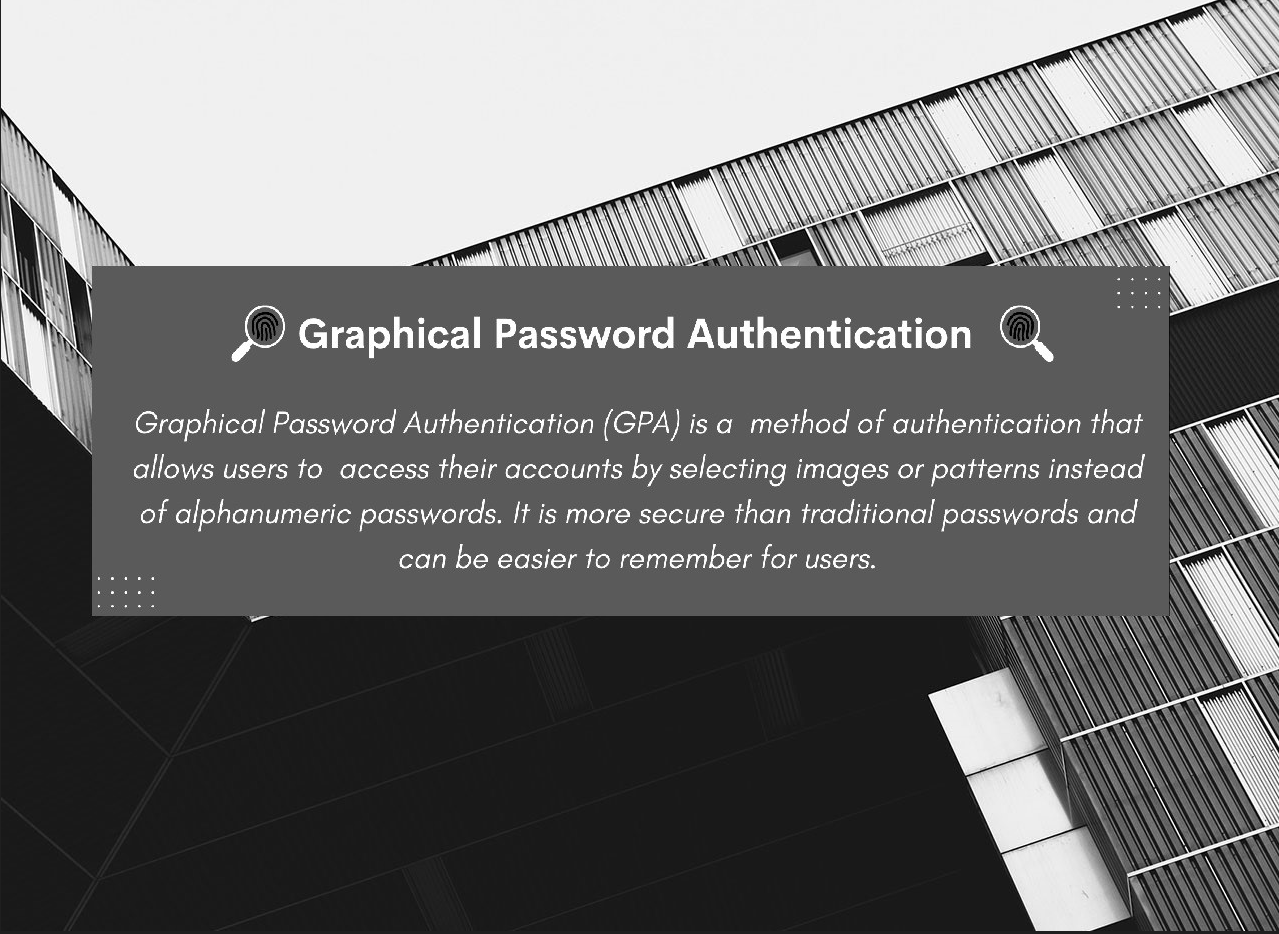 Graphical Password Authentication
Graphical Password Authentication (GPA) is a  method of authentication that
allows users to  access their accounts by selecting images or patterns instead
of alphanumeric passwords. It is more secure than traditional passwords and
can be easier to remember for users.